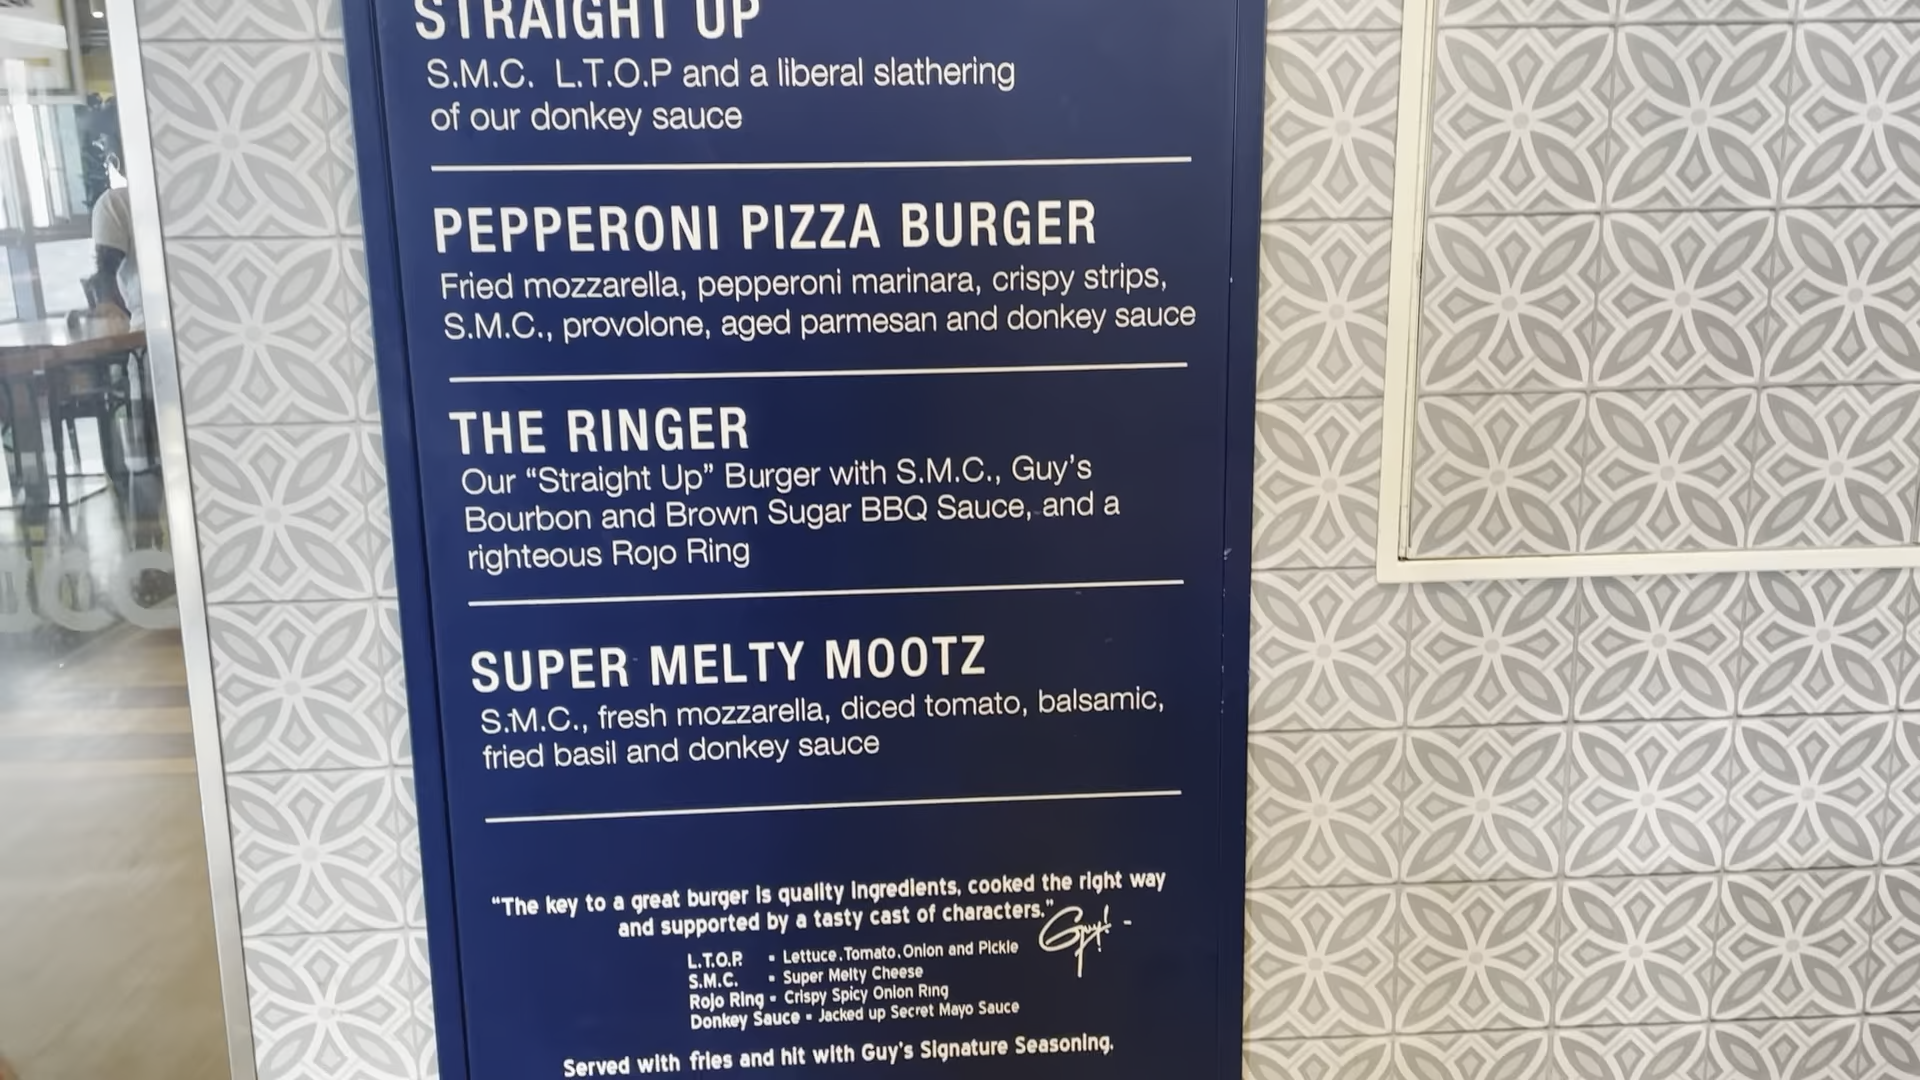 STRAIGHT UP
S.M.C. L.T.O.P and a liberal slathering
of our donkey sauce
PEPPERONI PIZZA BURGER
Fried mozzarella, pepperoni marinara, crispy strips,
S.M.C., provolone, aged parmesan and donkey sauce
THE RINGER
Our “Straight Up” Burger with S.M.C., Guy’s
Bourbon and Brown Sugar BBQ Sauce, and a
righteous Rojo Ring
SUPER MELTY MOOTZ
S.M.C., fresh mozzarella, diced tomato, balsamic,
fried basil and donkey sauce
“The key to a great burger is quality ingredients, cooked the right way
and supported by a tasty cast of characters.”
Guy!
L.T.O.P. - Lettuce, Tomato, Onion and Pickle
S.M.C. - Super Melty Cheese
Rojo Ring - Crispy Spicy Onion Ring
Donkey Sauce - Jacked up Secret Mayo Sauce
Served with fries and hit with Guy’s Signature Seasoning.